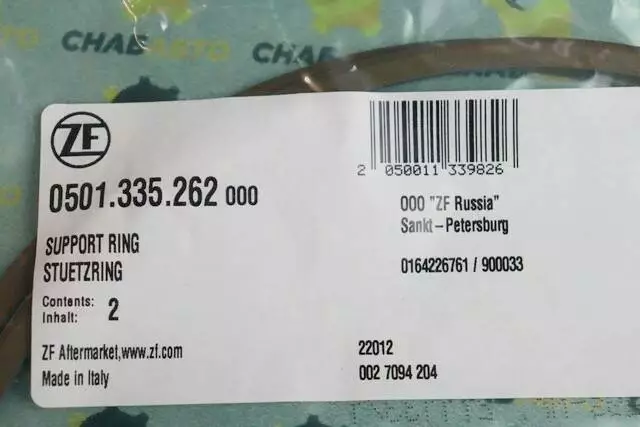 СНАБАВТО
ZF
0501.335.262 000
SUPPORT RING
STUETZRING
Contents:
Inhalt: 2
ZF Aftermarket,www.zf.com
Made in Italy
2 050011 339826
OOO "ZF Russia"
Sankt-Petersburg
0164226761 / 900033
22012
002 7094 204